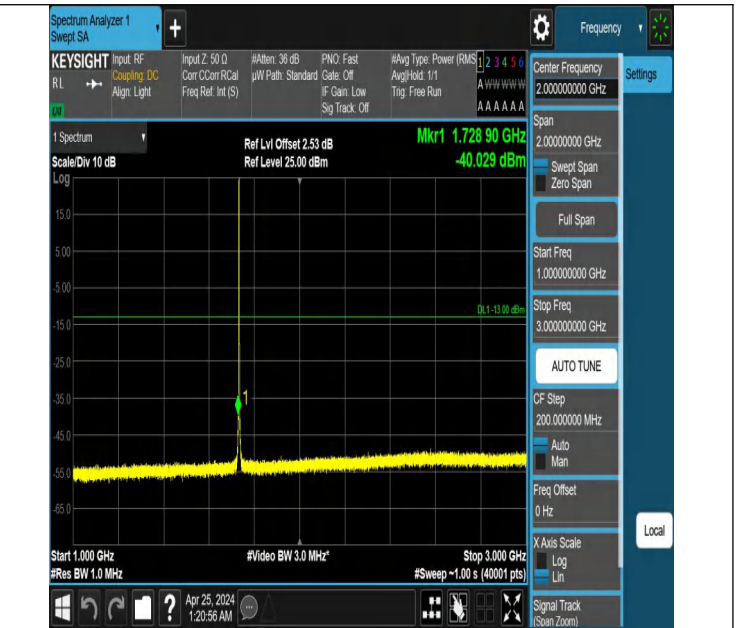 Spectrum Analyzer 1
Swept SA
+
Frequency
KEYSIGHT Input: RF Input Z: 50 Ω #Atten: 36 dB PNO: Fast #Avg Type: Power (RMS 1 2 3 4 5 6
RL Coupling: DC Corr CCorr RCal µW Path: Standard Gate: Off Avg|Hold: 1/1 A W W W W W
Align: Light Freq Ref: Int (S) IF Gain: Low Trig: Free Run
Sig Track: Off A A A A A A
1 Spectrum
Ref Lvl Offset 2.53 dB Mkr1 1.728 90 GHz
Scale/Div 10 dB Ref Level 25.00 dBm -40.029 dBm
Log
15.0
5.00
-5.00
DL1 -13.00 dBm
-15.0
-25.0
-35.0
1
-45.0
-55.0
-65.0
Start 1.000 GHz #Video BW 3.0 MHz* Stop 3.000 GHz
#Res BW 1.0 MHz #Sweep ~1.00 s (40001 pts)
Center Frequency
2.000000000 GHz
Settings
Span
2.00000000 GHz
Swept Span
Zero Span
Full Span
Start Freq
1.000000000 GHz
Stop Freq
3.000000000 GHz
AUTO TUNE
CF Step
200.000000 MHz
Auto
Man
Freq Offset
0 Hz
Local
X Axis Scale
Log
Lin
Signal Track
(Span Zoom)
?
Apr 25, 2024
1:20:56 AM